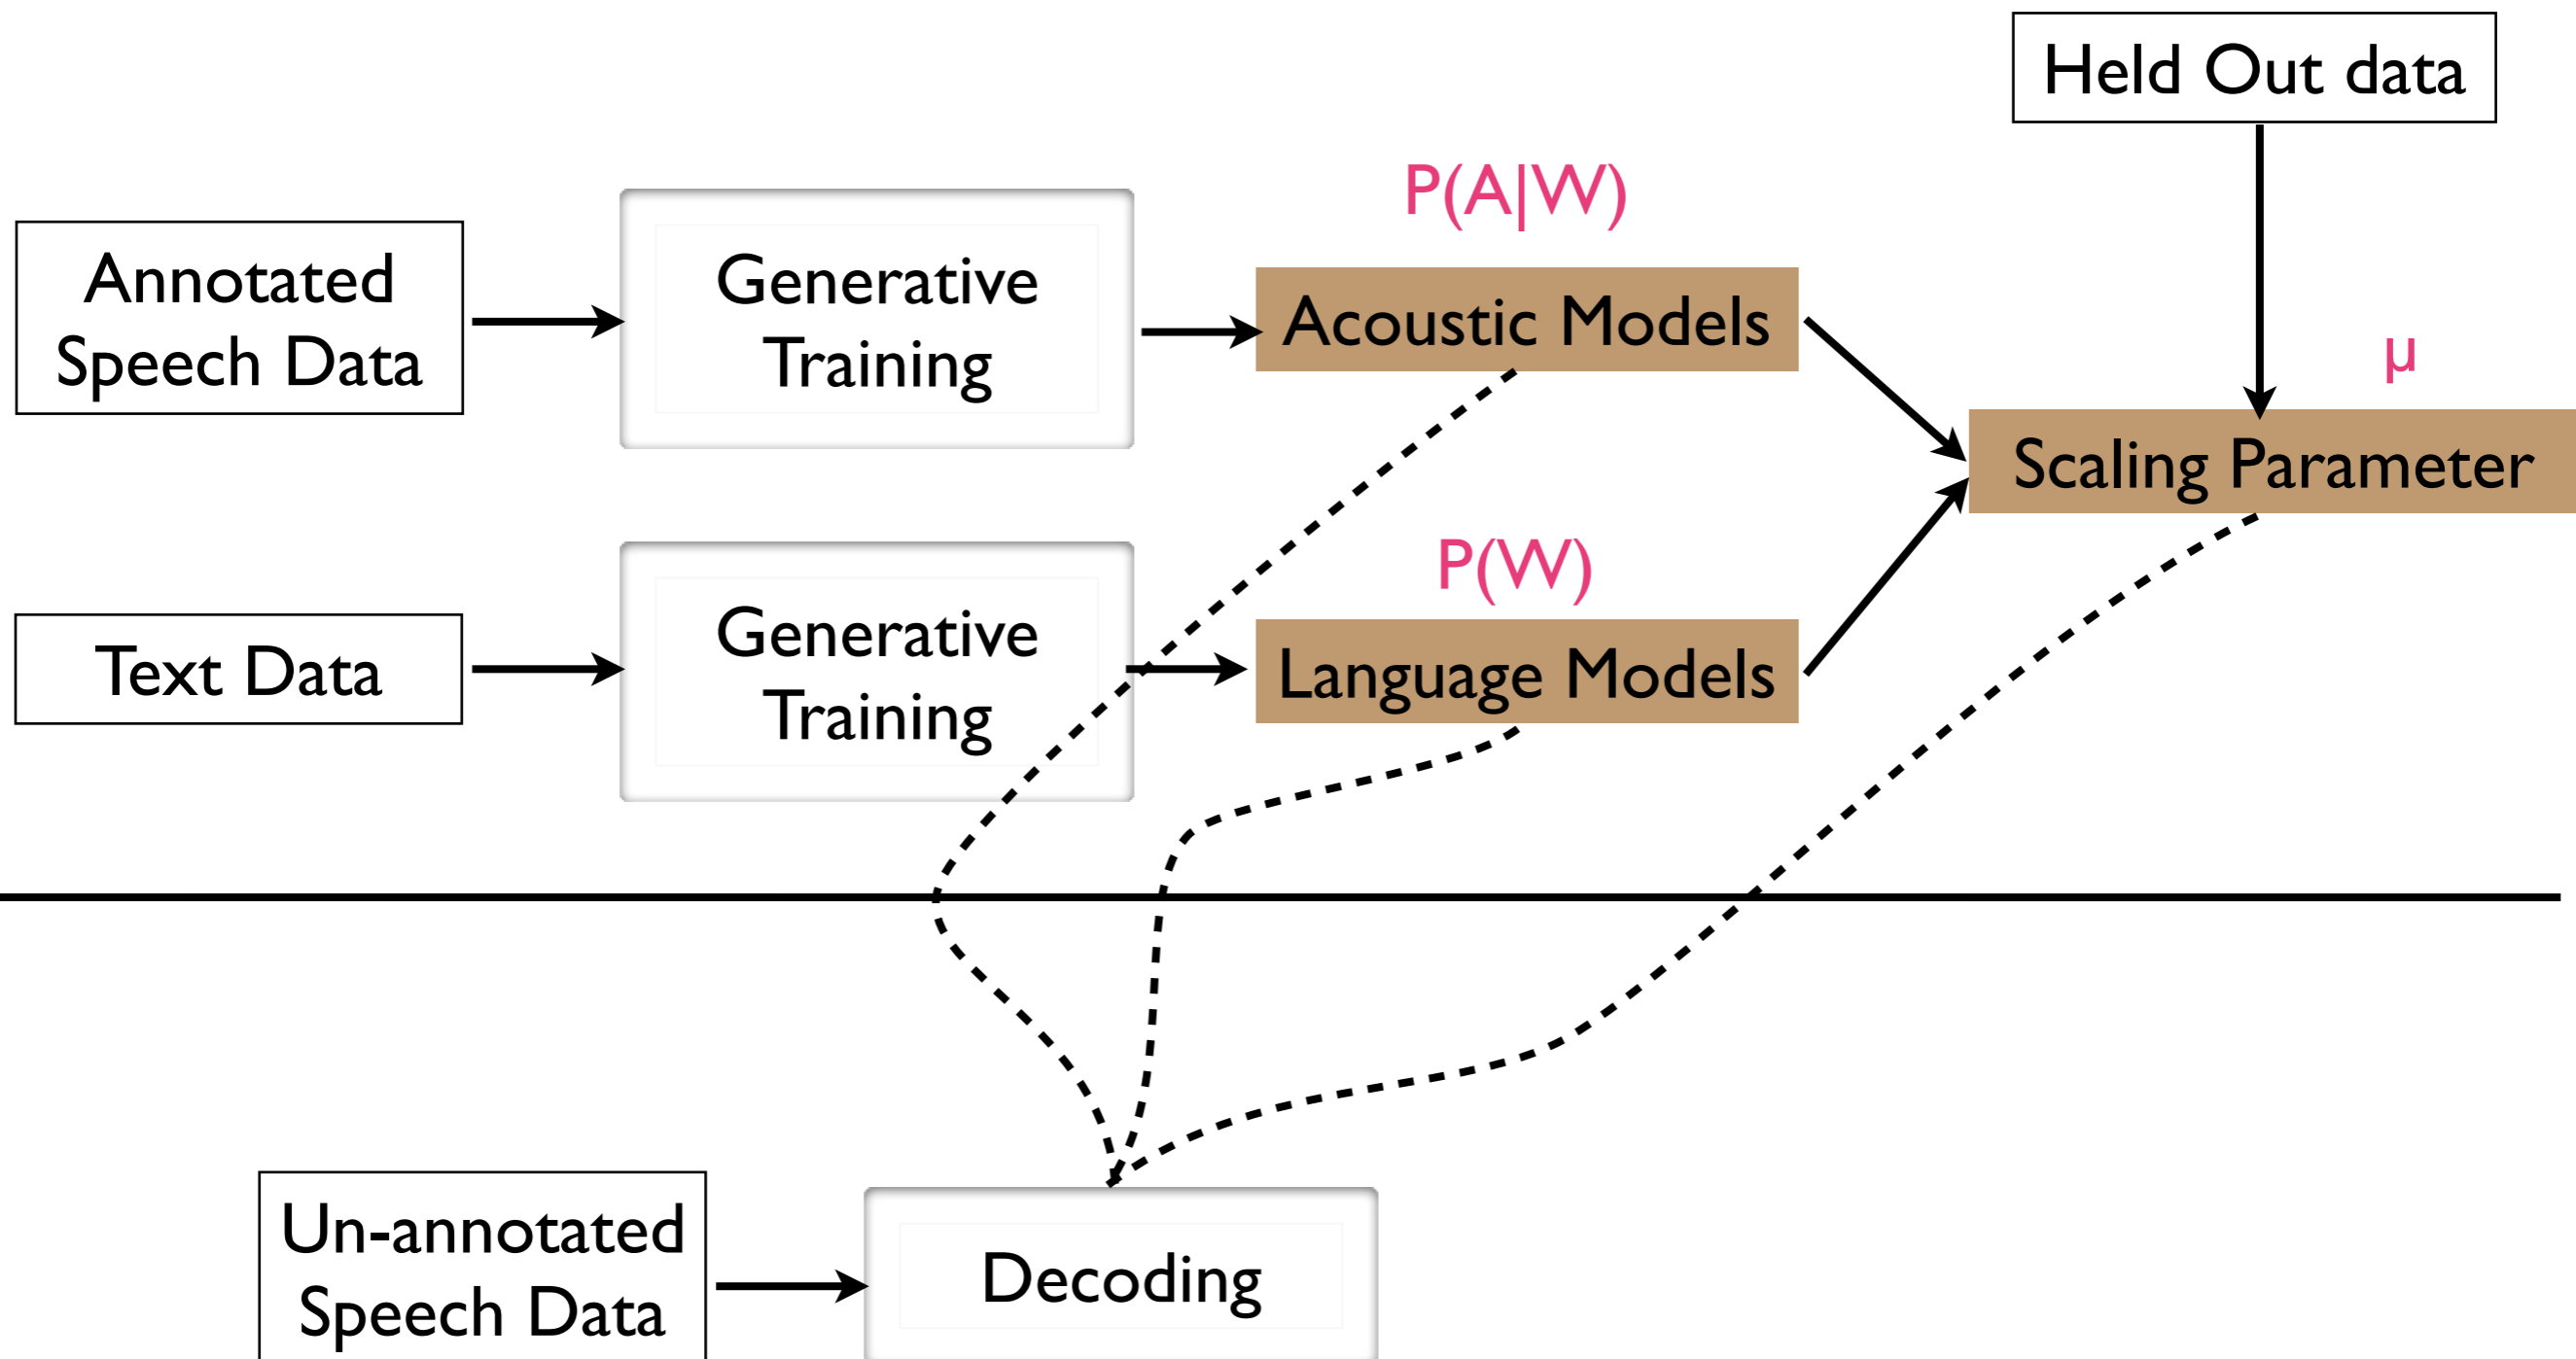 Held Out data
P(A|W)
Annotated
Speech Data
Generative
Training
Acoustic Models
μ
Scaling Parameter
P(W)
Text Data
Generative
Training
Language Models
Un-annotated
Speech Data
Decoding